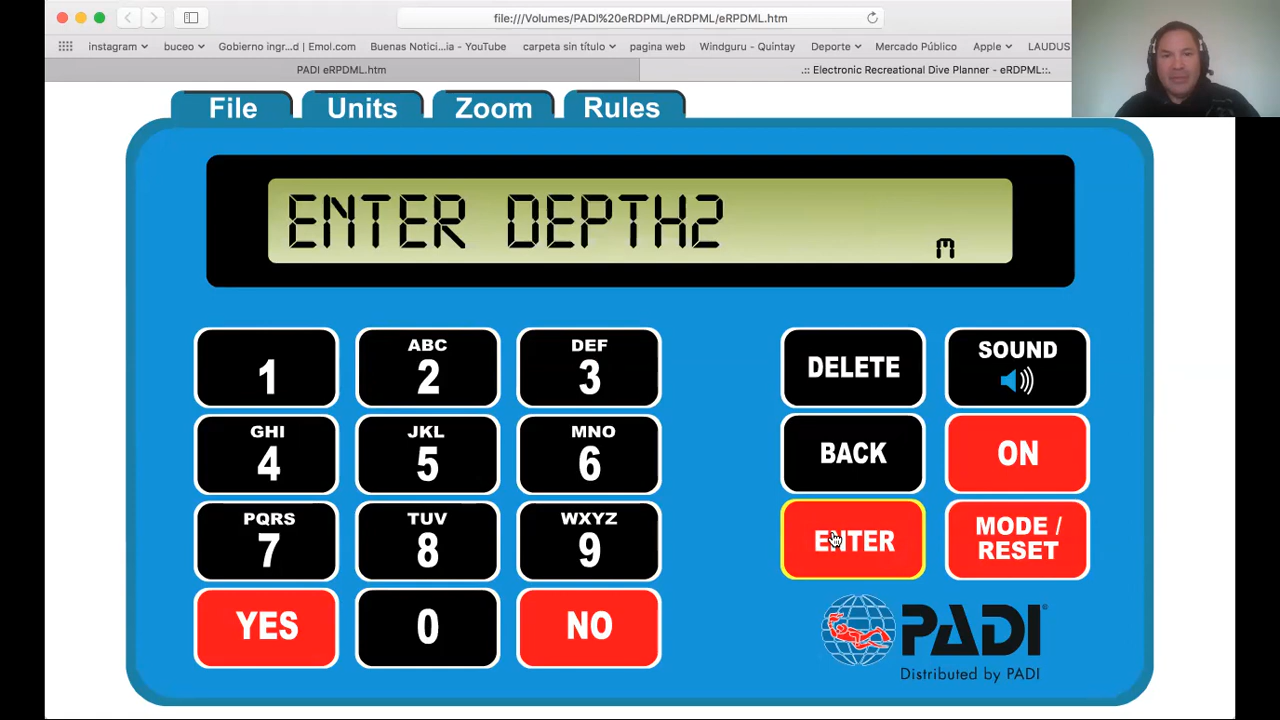 file:///Volumes/PADI%20eRDPML/eRDPML/eRPDML.htm
instagram buceo Gobierno ingr...d | Emol.com Buenas Notici...ia - YouTube carpeta sin título pagina web Windguru - Quintay Deporte Mercado Público Apple LAUDUS
PADI eRPDML.htm .:: Electronic Recreational Dive Planner - eRDPML::.
File Units Zoom Rules
ENTER DEPTH2 m
1 ABC 2 DEF 3 DELETE SOUND
GHI 4 JKL 5 MNO 6 BACK ON
PQRS 7 TUV 8 WXYZ 9 ENTER MODE / RESET
YES 0 NO PADI
Distributed by PADI